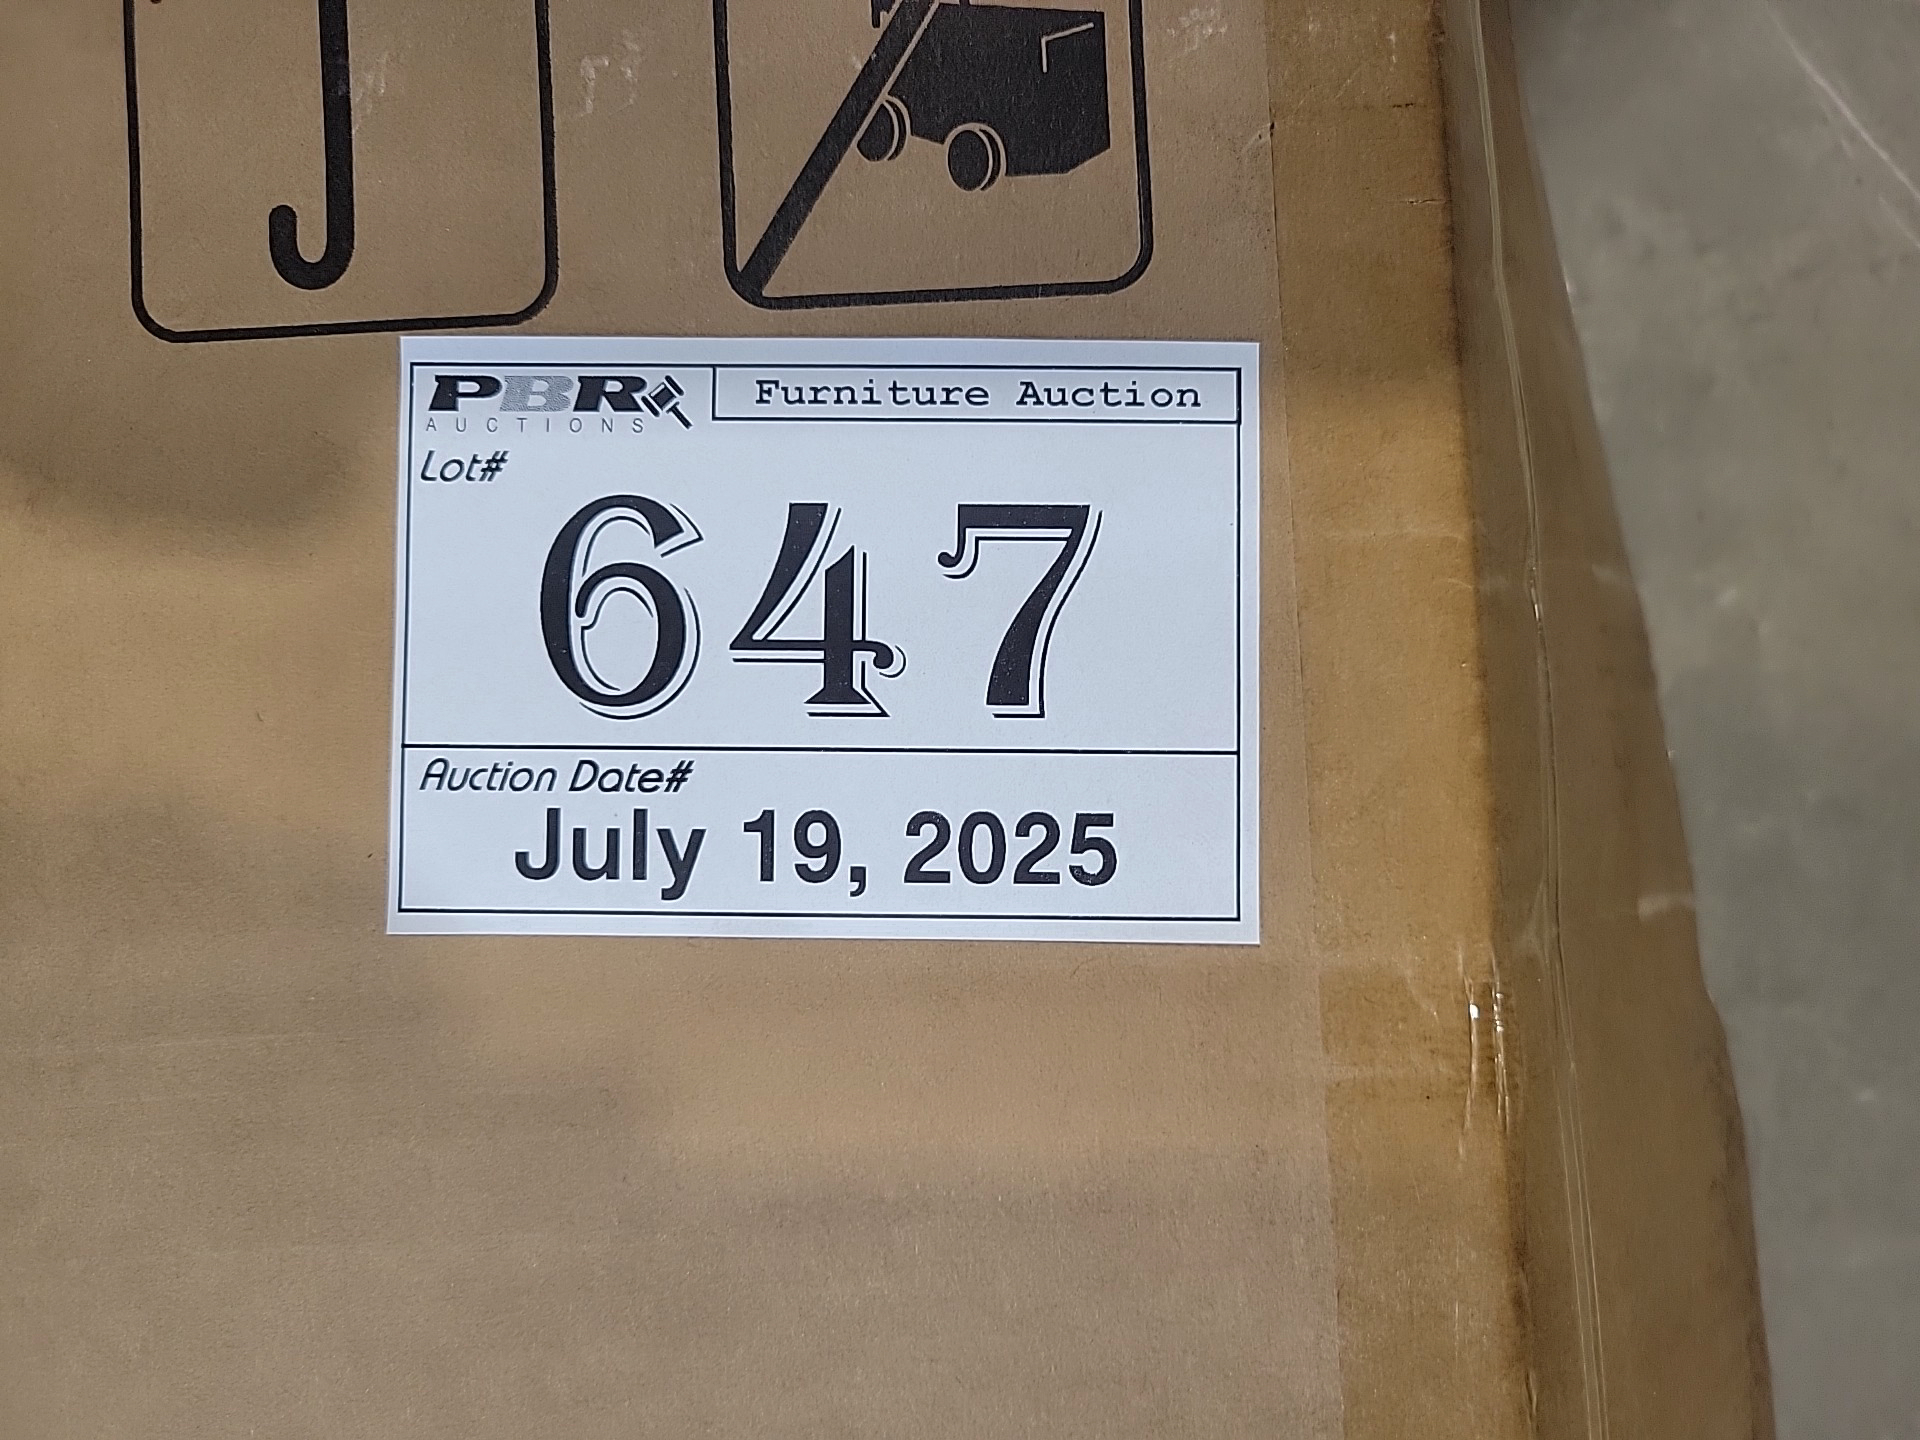 PBR
AUCTIONS
Furniture Auction
Lot#
647
Auction Date#
July 19, 2025